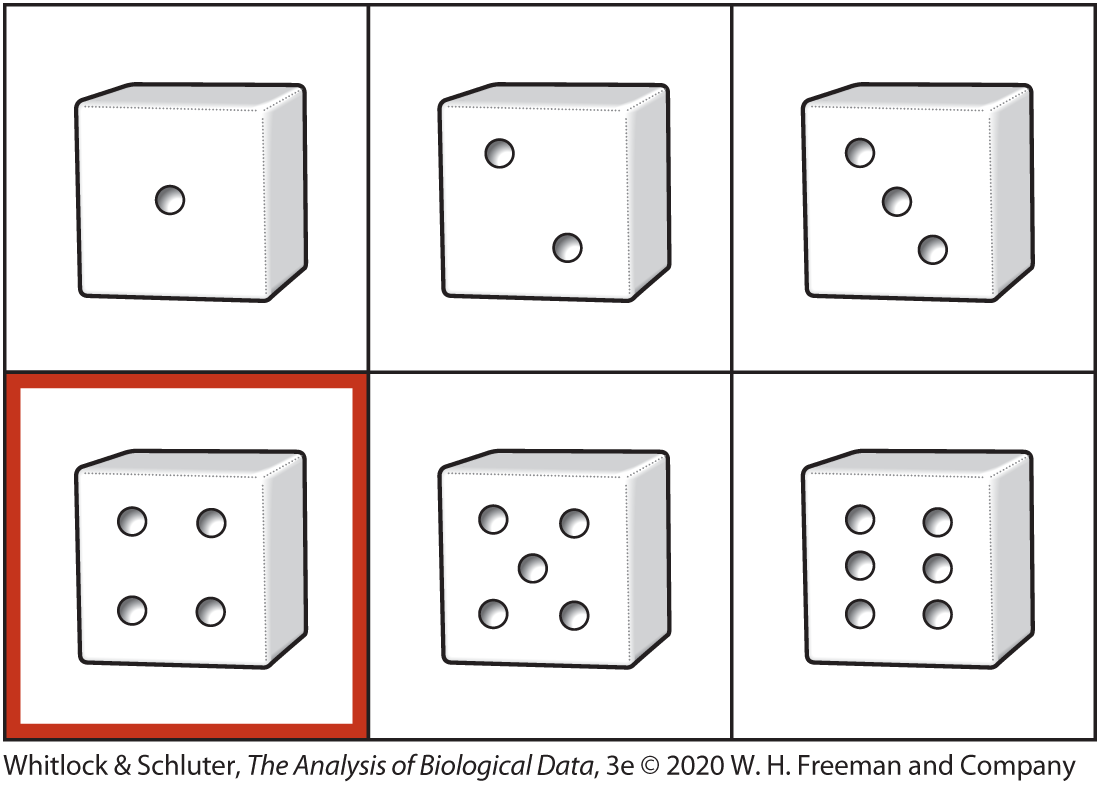 Whitlock & Schluter, The Analysis of Biological Data, 3e © 2020 W. H. Freeman and Company